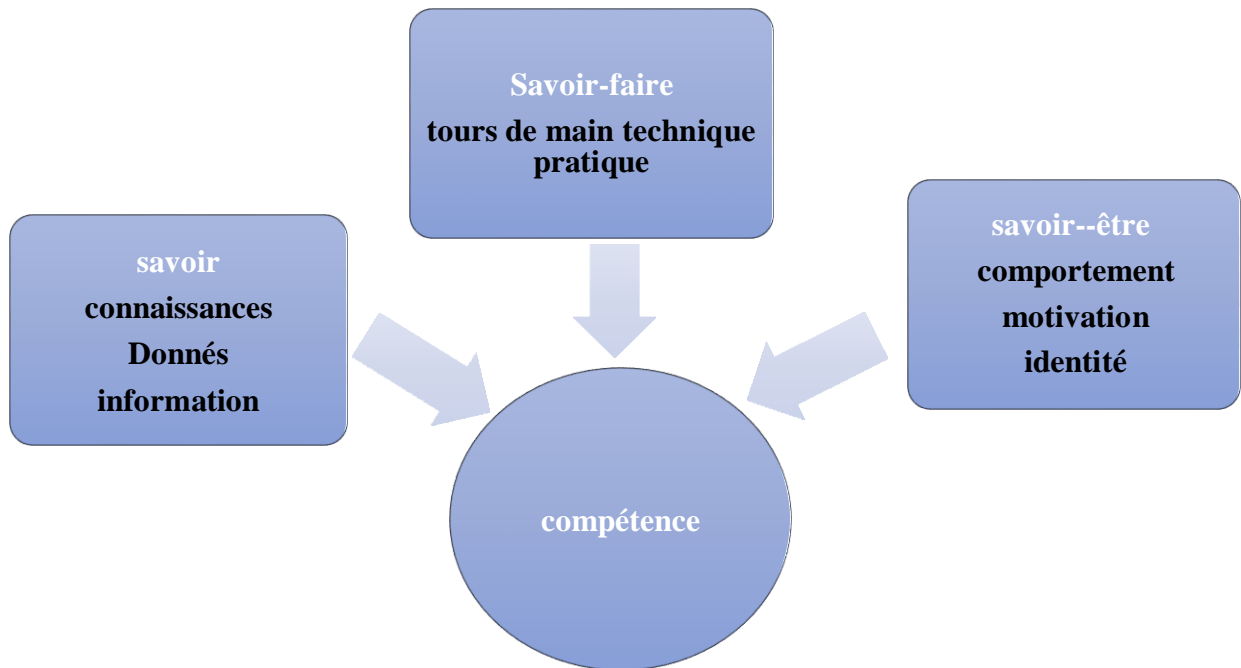 Savoir-faire
tours de main technique
pratique
savoir
connaissances
Donnés
information
savoir--être
comportement
motivation
identité
compétence